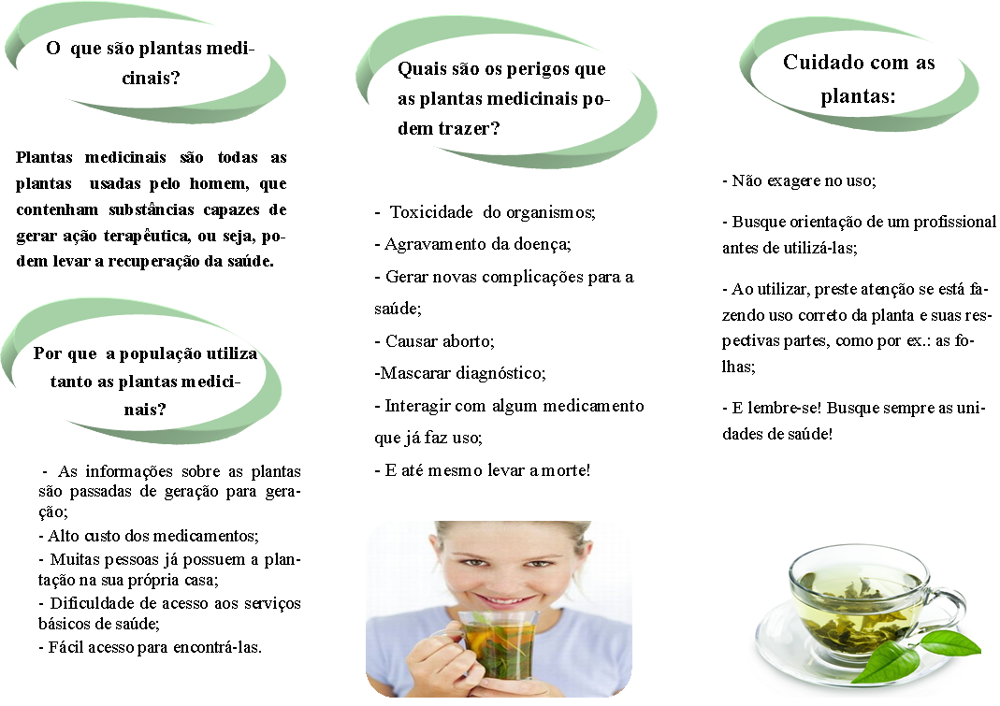 O que são plantas medi-
cinais?
Plantas medicinais são todas as
plantas usadas pelo homem, que
contenham substâncias capazes de
gerar ação terapêutica, ou seja, po-
dem levar a recuperação da saúde.
Por que a população utiliza
tanto as plantas medici-
nais?
- As informações sobre as plantas
são passadas de geração para gera-
ção;
- Alto custo dos medicamentos;
- Muitas pessoas já possuem a plan-
tação na sua própria casa;
- Dificuldade de acesso aos serviços
básicos de saúde;
- Fácil acesso para encontrá-las.
Quais são os perigos que
as plantas medicinais po-
dem trazer?
- Toxicidade do organismos;
- Agravamento da doença;
- Gerar novas complicações para a
saúde;
- Causar aborto;
-Mascarar diagnóstico;
- Interagir com algum medicamento
que já faz uso;
- E até mesmo levar a morte!
Cuidado com as
plantas:
- Não exagere no uso;
- Busque orientação de um profissional
antes de utilizá-las;
- Ao utilizar, preste atenção se está fa-
zendo uso correto da planta e suas res-
pectivas partes, como por ex.: as fo-
lhas;
- E lembre-se! Busque sempre as uni-
dades de saúde!